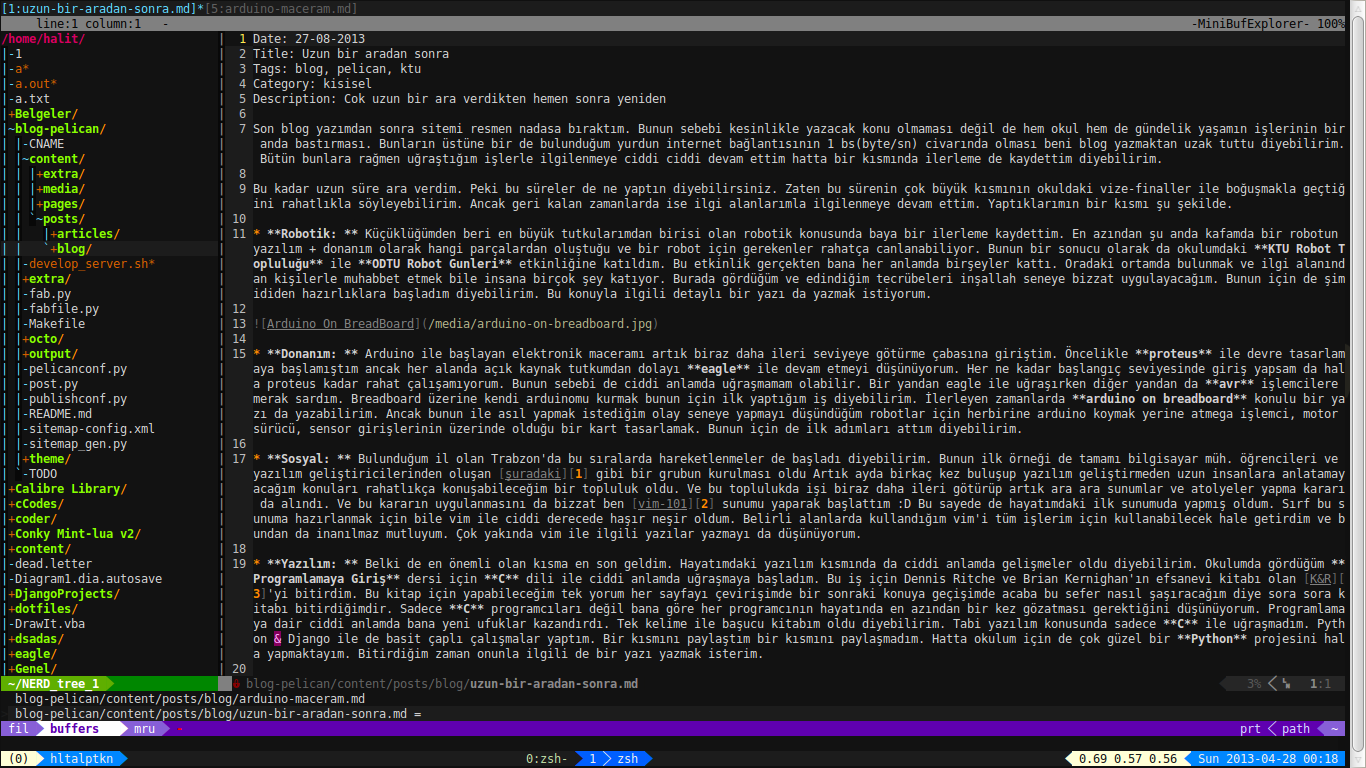 [1:uzun-bir-aradan-sonra.md]*[5:arduino-maceram.md]
line:1 column:1 - -MiniBufExplorer- 100%
/home/halit/
|-1
|-a*
|-a.out*
|-a.txt
|+Belgeler/
|~blog-pelican/
| |-CNAME
| |~content/
| | |+extra/
| | |+media/
| | |+pages/
| | `~posts/
| |   |+articles/
| |   `+blog/
| |-develop_server.sh*
| |+extra/
| |-fab.py
| |-fabfile.py
| |-Makefile
| |+octo/
| |+output/
| |-pelicanconf.py
| |-post.py
| |-publishconf.py
| |-README.md
| |-sitemap-config.xml
| |-sitemap_gen.py
| |+theme/
| `-TODO
|+Calibre Library/
|+cCodes/
|+coder/
|+Conky Mint-lua v2/
|+content/
|-dead.letter
|-Diagram1.dia.autosave
|+DjangoProjects/
|+dotfiles/
|-DrawIt.vba
|+dsadas/
|+eagle/
|+Genel/
1 Date: 27-08-2013
2 Title: Uzun bir aradan sonra
3 Tags: blog, pelican, ktu
4 Category: kisisel
5 Description: Cok uzun bir ara verdikten hemen sonra yeniden
6
7 Son blog yazımdan sonra sitemi resmen nadasa bıraktım. Bunun sebebi kesinlikle yazacak konu olmaması değil de hem okul hem de gündelik yaşamın işlerinin bir
anda bastırması. Bunların üstüne bir de bulunduğum yurdun internet bağlantısının 1 bs(byte/sn) civarında olması beni blog yazmaktan uzak tuttu diyebilirim.
Bütün bunlara rağmen uğraştığım işlerle ilgilenmeye ciddi ciddi devam ettim hatta bir kısmında ilerleme de kaydettim diyebilirim.
8
9 Bu kadar uzun süre ara verdim. Peki bu süreler de ne yaptın diyebilirsiniz. Zaten bu sürenin çok büyük kısmının okuldaki vize-finaller ile boğuşmakla geçtiğ
ini rahatlıkla söyleyebilirim. Ancak geri kalan zamanlarda ise ilgi alanlarımla ilgilenmeye devam ettim. Yaptıklarımın bir kısmı şu şekilde.
10
11 * **Robotik: ** Küçüklüğümden beri en büyük tutkularımdan birisi olan robotik konusunda baya bir ilerleme kaydettim. En azından şu anda kafamda bir robotun
yazılım + donanım olarak hangi parçalardan oluştuğu ve bir robot için gerekenler rahatça canlanabiliyor. Bunun bir sonucu olarak da okulumdaki **KTU Robot T
opluluğu** ile **ODTU Robot Gunleri** etkinliğine katıldım. Bu etkinlik gerçekten bana her anlamda birşeyler kattı. Oradaki ortamda bulunmak ve ilgi alanınd
an kişilerle muhabbet etmek bile insana birçok şey katıyor. Burada gördüğüm ve edindiğim tecrübeleri inşallah seneye bizzat uygulayacağım. Bunun için de şim
ididen hazırlıklara başladım diyebilirim. Bu konuyla ilgili detaylı bir yazı da yazmak istiyorum.
12
13 ![Arduino On BreadBoard](/media/arduino-on-breadboard.jpg)
14
15 * **Donanım: ** Arduino ile başlayan elektronik maceramı artık biraz daha ileri seviyeye götürme çabasına giriştim. Öncelikle **proteus** ile devre tasarlam
aya başlamıştım ancak her alanda açık kaynak tutkumdan dolayı **eagle** ile devam etmeyi düşünüyorum. Her ne kadar başlangıç seviyesinde giriş yapsam da hal
a proteus kadar rahat çalışamıyorum. Bunun sebebi de ciddi anlamda uğraşmamam olabilir. Bir yandan eagle ile uğraşırken diğer yandan da **avr** işlemcilere
merak sardım. Breadboard üzerine kendi arduinomu kurmak bunun için ilk yaptığım iş diyebilirim. İlerleyen zamanlarda **arduino on breadboard** konulu bir ya
zı da yazabilirim. Ancak bunun ile asıl yapmak istediğim olay seneye yapmayı düşündüğüm robotlar için herbirine arduino koymak yerine atmega işlemci, motor
sürücü, sensor girişlerinin üzerinde olduğu bir kart tasarlamak. Bunun için de ilk adımları attım diyebilirim.
16
17 * **Sosyal: ** Bulunduğum il olan Trabzon'da bu sıralarda hareketlenmeler de başladı diyebilirim. Bunun ilk örneği de tamamı bilgisayar müh. öğrencileri ve
yazılım geliştiricilerinden oluşan [şuradaki][1] gibi bir grubun kurulması oldu Artık ayda birkaç kez buluşup yazılım geliştirmeden uzun insanlara anlatamay
acağım konuları rahatlıkça konuşabileceğim bir topluluk oldu. Ve bu toplulukda işi biraz daha ileri götürüp artık ara ara sunumlar ve atolyeler yapma kararı
da alındı. Ve bu kararın uygulanmasını da bizzat ben [vim-101][2] sunumu yaparak başlattım :D Bu sayede de hayatımdaki ilk sunumuda yapmış oldum. Sırf bu s
unuma hazırlanmak için bile vim ile ciddi derecede haşır neşir oldum. Belirli alanlarda kullandığım vim'i tüm işlerim için kullanabilecek hale getirdim ve b
undan da inanılmaz mutluyum. Çok yakında vim ile ilgili yazılar yazmayı da düşünüyorum.
18
19 * **Yazılım: ** Belki de en önemli olan kısma en son geldim. Hayatımdaki yazılım kısmında da ciddi anlamda gelişmeler oldu diyebilirim. Okulumda gördüğüm **
Programlamaya Giriş** dersi için **C** dili ile ciddi anlamda uğraşmaya başladım. Bu iş için Dennis Ritche ve Brian Kernighan'ın efsanevi kitabı olan [K&R][
3]'yi bitirdim. Bu kitap için yapabileceğim tek yorum her sayfayı çevirişimde bir sonraki konuya geçişimde acaba bu sefer nasıl şaşıracağım diye sora sora k
itabı bitirdiğimdir. Sadece **C** programcıları değil bana göre her programcının hayatında en azından bir kez gözatması gerektiğini düşünüyorum. Programlama
ya dair ciddi anlamda bana yeni ufuklar kazandırdı. Tek kelime ile başucu kitabım oldu diyebilirim. Tabi yazılım konusunda sadece **C** ile uğraşmadım. Pyth
on & Django ile de basit çaplı çalışmalar yaptım. Bir kısmını paylaştım bir kısmını paylaşmadım. Hatta okulum için de çok güzel bir **Python** projesini hal
a yapmaktayım. Bitirdiğim zaman onunla ilgili de bir yazı yazmak isterim.
20
~/NERD_tree_1 blog-pelican/content/posts/blog/uzun-bir-aradan-sonra.md 3% 1:1
blog-pelican/content/posts/blog/arduino-maceram.md
blog-pelican/content/posts/blog/uzun-bir-aradan-sonra.md =
fil buffers mru prt path ~
(0) hltalptkn 0:zsh- 1 zsh 0.69 0.57 0.56 Sun 2013-04-28 00:18